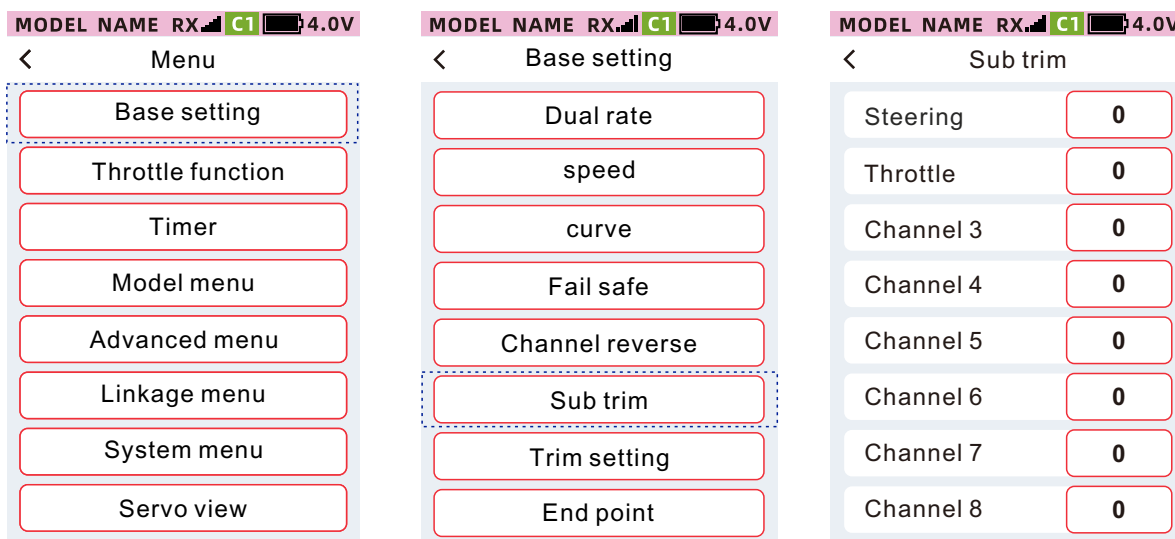 MODEL NAME RX C1 4.0V
Menu
Base setting
Throttle function
Timer
Model menu
Advanced menu
Linkage menu
System menu
Servo view
MODEL NAME RX C1 4.0V
Base setting
Dual rate
speed
curve
Fail safe
Channel reverse
Sub trim
Trim setting
End point
MODEL NAME RX C1 4.0V
Sub trim
Steering 0
Throttle 0
Channel 3 0
Channel 4 0
Channel 5 0
Channel 6 0
Channel 7 0
Channel 8 0